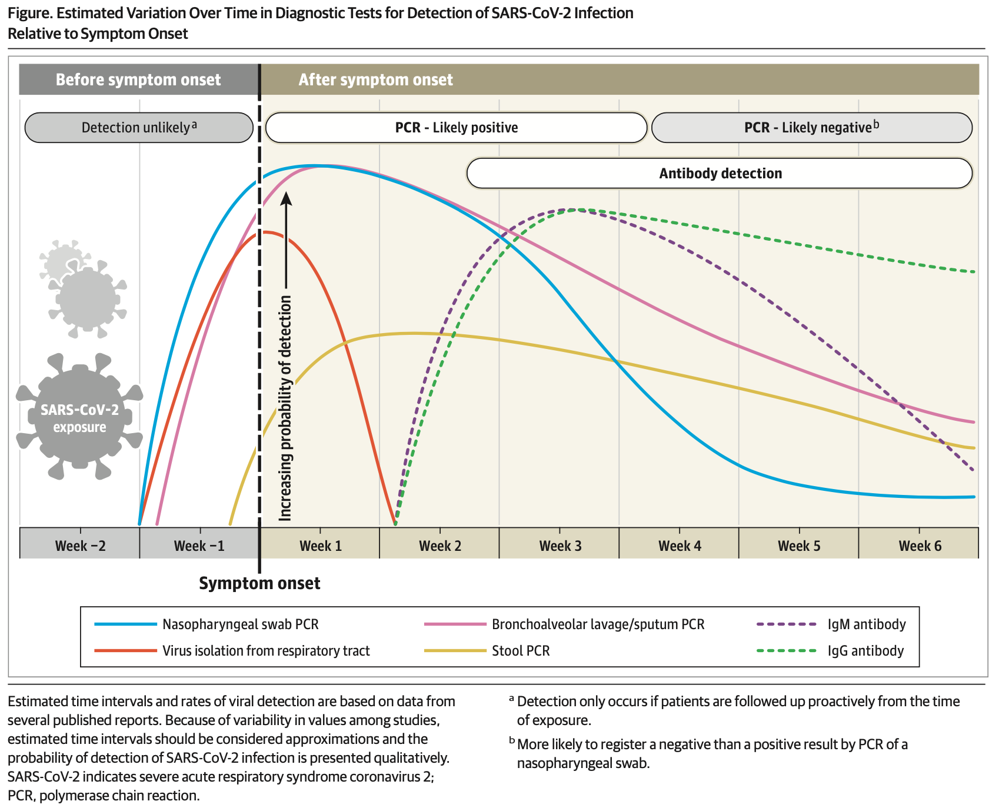 Figure. Estimated Variation Over Time in Diagnostic Tests for Detection of SARS-CoV-2 Infection
Relative to Symptom Onset
Before symptom onset
After symptom onset
Detection unlikelyᵃ
PCR - Likely positive
PCR - Likely negativeᵇ
Antibody detection
Increasing probability of detection
SARS-CoV-2
exposure
Week −2
Week −1
Week 1
Week 2
Week 3
Week 4
Week 5
Week 6
Symptom onset
Nasopharyngeal swab PCR
Bronchoalveolar lavage/sputum PCR
IgM antibody
Virus isolation from respiratory tract
Stool PCR
IgG antibody
Estimated time intervals and rates of viral detection are based on data from
several published reports. Because of variability in values among studies,
estimated time intervals should be considered approximations and the
probability of detection of SARS-CoV-2 infection is presented qualitatively.
SARS-CoV-2 indicates severe acute respiratory syndrome coronavirus 2;
PCR, polymerase chain reaction.
ᵃ Detection only occurs if patients are followed up proactively from the time
of exposure.
ᵇ More likely to register a negative than a positive result by PCR of a
nasopharyngeal swab.